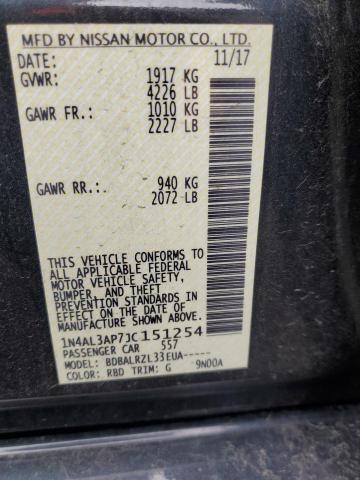 MFD BY NISSAN MOTOR CO., LTD.
DATE: 11/17
GVWR: 1917 KG
4226 LB
GAWR FR.: 1010 KG
2227 LB
GAWR RR.: 940 KG
2072 LB
THIS VEHICLE CONFORMS TO
ALL APPLICABLE FEDERAL
MOTOR VEHICLE SAFETY,
BUMPER, AND THEFT
PREVENTION STANDARDS IN
EFFECT ON THE DATE OF
MANUFACTURE SHOWN ABOVE.
1N4AL3AP7JC151254
PASSENGER CAR 557
MODEL: BDBALRZL33EUA-----
COLOR: RBD TRIM: G 9N00A